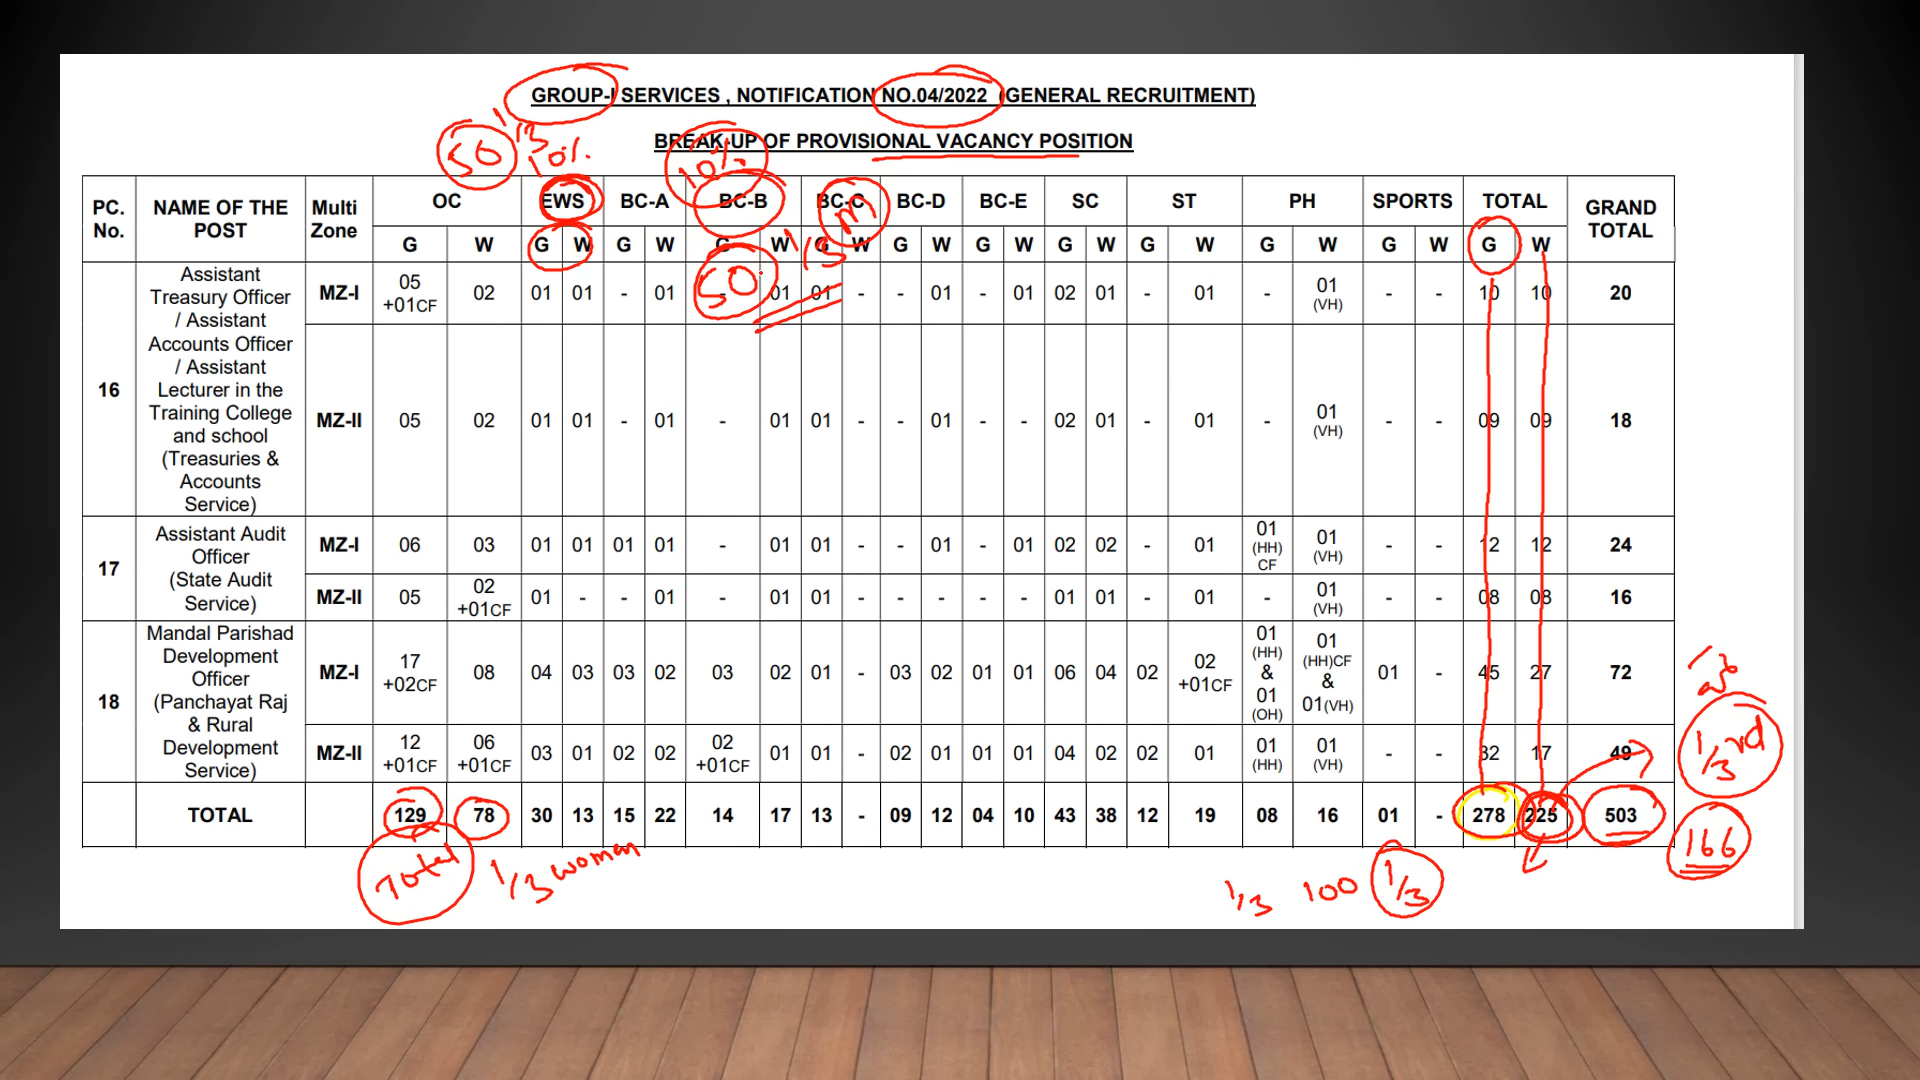 GROUP-I SERVICES , NOTIFICATION NO.04/2022 (GENERAL RECRUITMENT)
BREAK UP OF PROVISIONAL VACANCY POSITION
50 1/3 10% 10%
PC. No. NAME OF THE POST Multi Zone OC EWS BC-A BC-B BC-C BC-D BC-E SC ST PH SPORTS TOTAL GRAND TOTAL
m
G W G W G W G W G W G W G W G W G W G W G W G W
50 1/3
16 Assistant Treasury Officer / Assistant Accounts Officer / Assistant Lecturer in the Training College and school (Treasuries & Accounts Service)
MZ-I 05 +01CF 02 01 01 - 01 - 01 01 - - 01 - 01 02 01 - 01 - 01 (VH) - - 10 10 20
MZ-II 05 02 01 01 - 01 - 01 01 - - 01 - - 02 01 - 01 - 01 (VH) - - 09 09 18
17 Assistant Audit Officer (State Audit Service)
MZ-I 06 03 01 01 01 01 - 01 01 - - 01 - 01 02 02 - 01 01 (HH) CF 01 (VH) - - 12 12 24
MZ-II 05 02 +01CF 01 - - 01 - 01 01 - - - - - 01 01 - 01 - 01 (VH) - - 08 08 16
18 Mandal Parishad Development Officer (Panchayat Raj & Rural Development Service)
MZ-I 17 +02CF 08 04 03 03 02 03 02 01 - 03 02 01 01 06 04 02 02 +01CF 01 (HH) & 01 (OH) 01 (HH)CF & 01(VH) 01 - 45 27 72
MZ-II 12 +01CF 06 +01CF 03 01 02 02 02 +01CF 01 01 - 02 01 01 01 04 02 02 01 01 (HH) 01 (VH) - - 32 17 49
1/3rd
TOTAL 129 78 30 13 15 22 14 17 13 - 09 12 04 10 43 38 12 19 08 16 01 - 278 225 503
166
Total 1/3 women 1/3 100 1/3